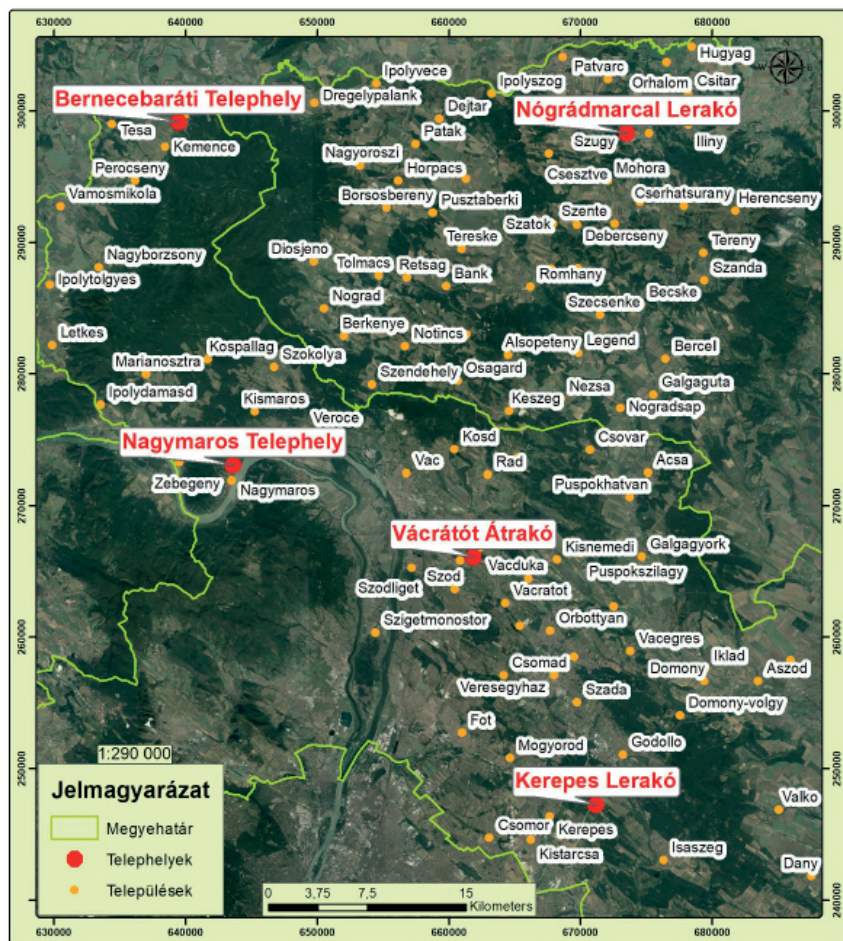 630000 640000 650000 660000 670000 680000
Hugyag
Ipolyvece
Patvarc
N
W E
S
Ipolyszog
Orhalom
Csitar
Bernecebaráti Telephely
Dregelypalank
Dejtar
Nógrádmarcal Lerakó
300000
300000
Tesa
Patak
Szugy
Iliny
Kemence
Nagyoroszi
Horpacs
Csesztve
Mohora
Perocseny
Vamosmikola
Borsosbereny
Pusztaberki
Cserhatsurany
Herencseny
Szatok
Szente
Debercseny
290000
290000
Tereske
Tereny
Diosjeno
Nagyborzsony
Tolmacs
Retsag
Bank
Romhany
Szanda
Ipolytolgyes
Becske
Nograd
Szecsenke
Berkenye
Notincs
Letkes
Kospallag
Alsopeteny
Legend
Bercel
Marianosztra
Szokolya
280000
280000
Szendehely
Osagard
Galgaguta
Ipolydamasd
Kismaros
Keszeg
Nezsa
Nogradsap
Veroce
Nagymaros Telephely
Kosd
Csovar
Vac
Rad
Acsa
Zebegeny
Nagymaros
Puspokhatvan
270000
270000
Vácrátót Átrakó
Kisnemedi
Galgagyork
Vacduka
Puspokszilagy
Szod
Szodliget
Vacratot
Szigetmonostor
Orbottyan
260000
260000
Vacegres
Iklad
Csomad
Domony
Aszod
Veresegyhaz
Szada
Domony-volgy
Fot
1:290 000
Mogyorod
Godollo
250000
250000
Jelmagyarázat
Kerepes Lerakó
Valko
Megyehatár
Csomor
Kerepes
Telephelyek
Kistarcsa
Isaszeg
Dany
Települések
0 3,75 7,5 15
Kilometers
240000
240000
630000 640000 650000 660000 670000 680000